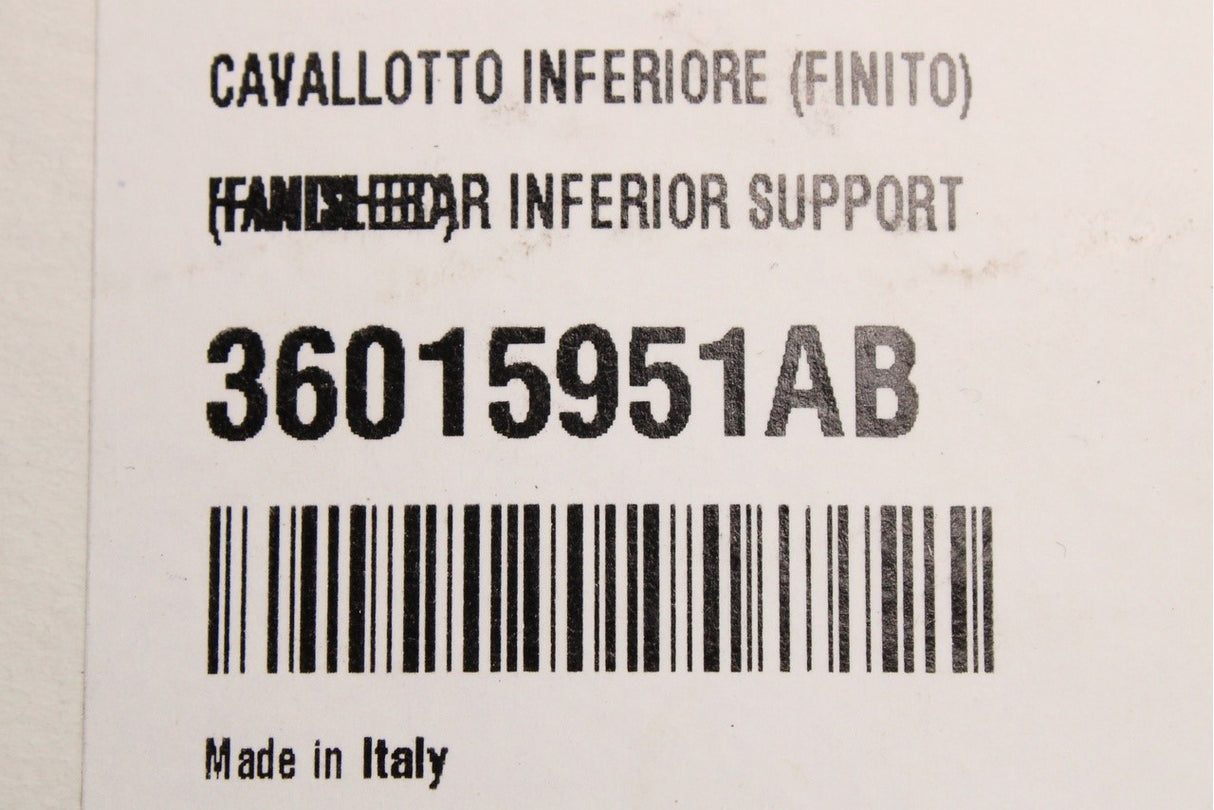 CAVALLOTTO INFERIORE (FINITO)
INFERIOR SUPPORT
36015951AB
Made in Italy